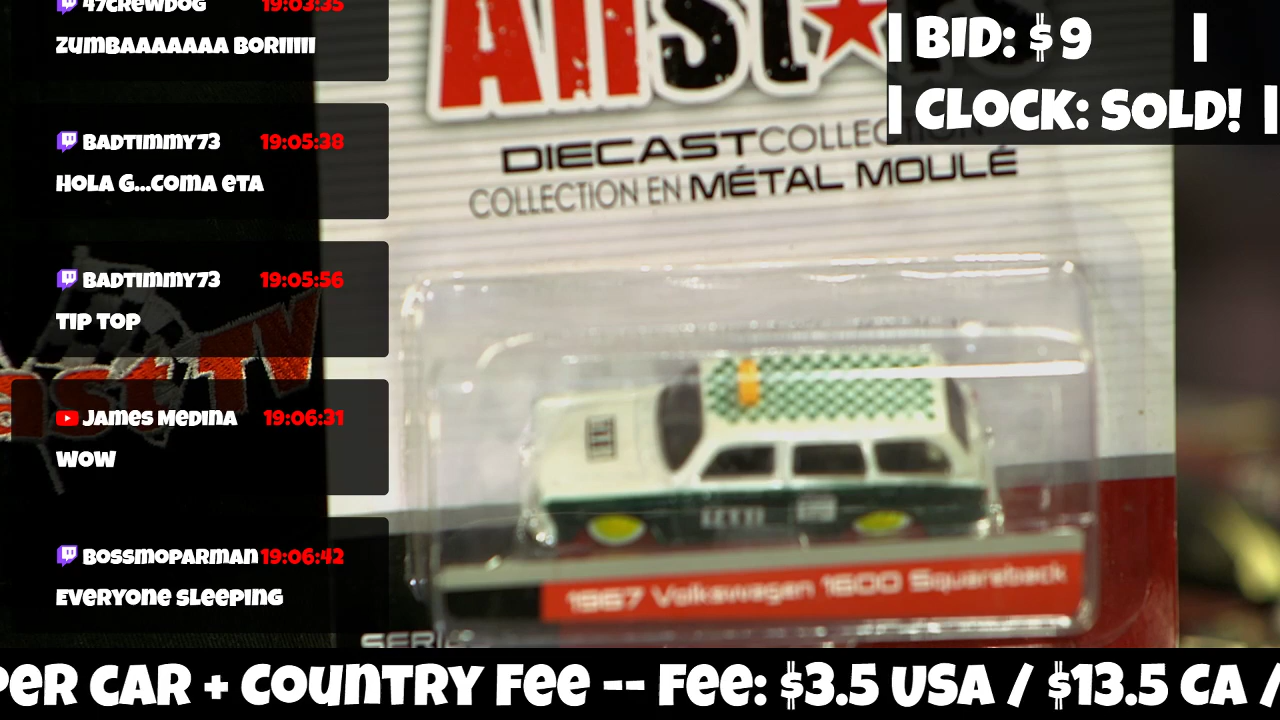 47CREWDOG 19:03:35
ZUMBAAAAAAA BORIIIII
BADTIMMY73 19:05:38
HOLA G...COMA ETA
BADTIMMY73 19:05:56
TIP TOP
JAMES MEDINA 19:06:31
WOW
BOSSMOPARMAN 19:06:42
EVERYONE SLEEPING
| BID: $9 |
| CLOCK: SOLD! |
DIECAST COLLECTION
COLLECTION EN MÉTAL MOULÉ
1967 Volkswagen 1600 Squareback
PER CAR + COUNTRY FEE -- FEE: $3.5 USA / $13.5 CA /